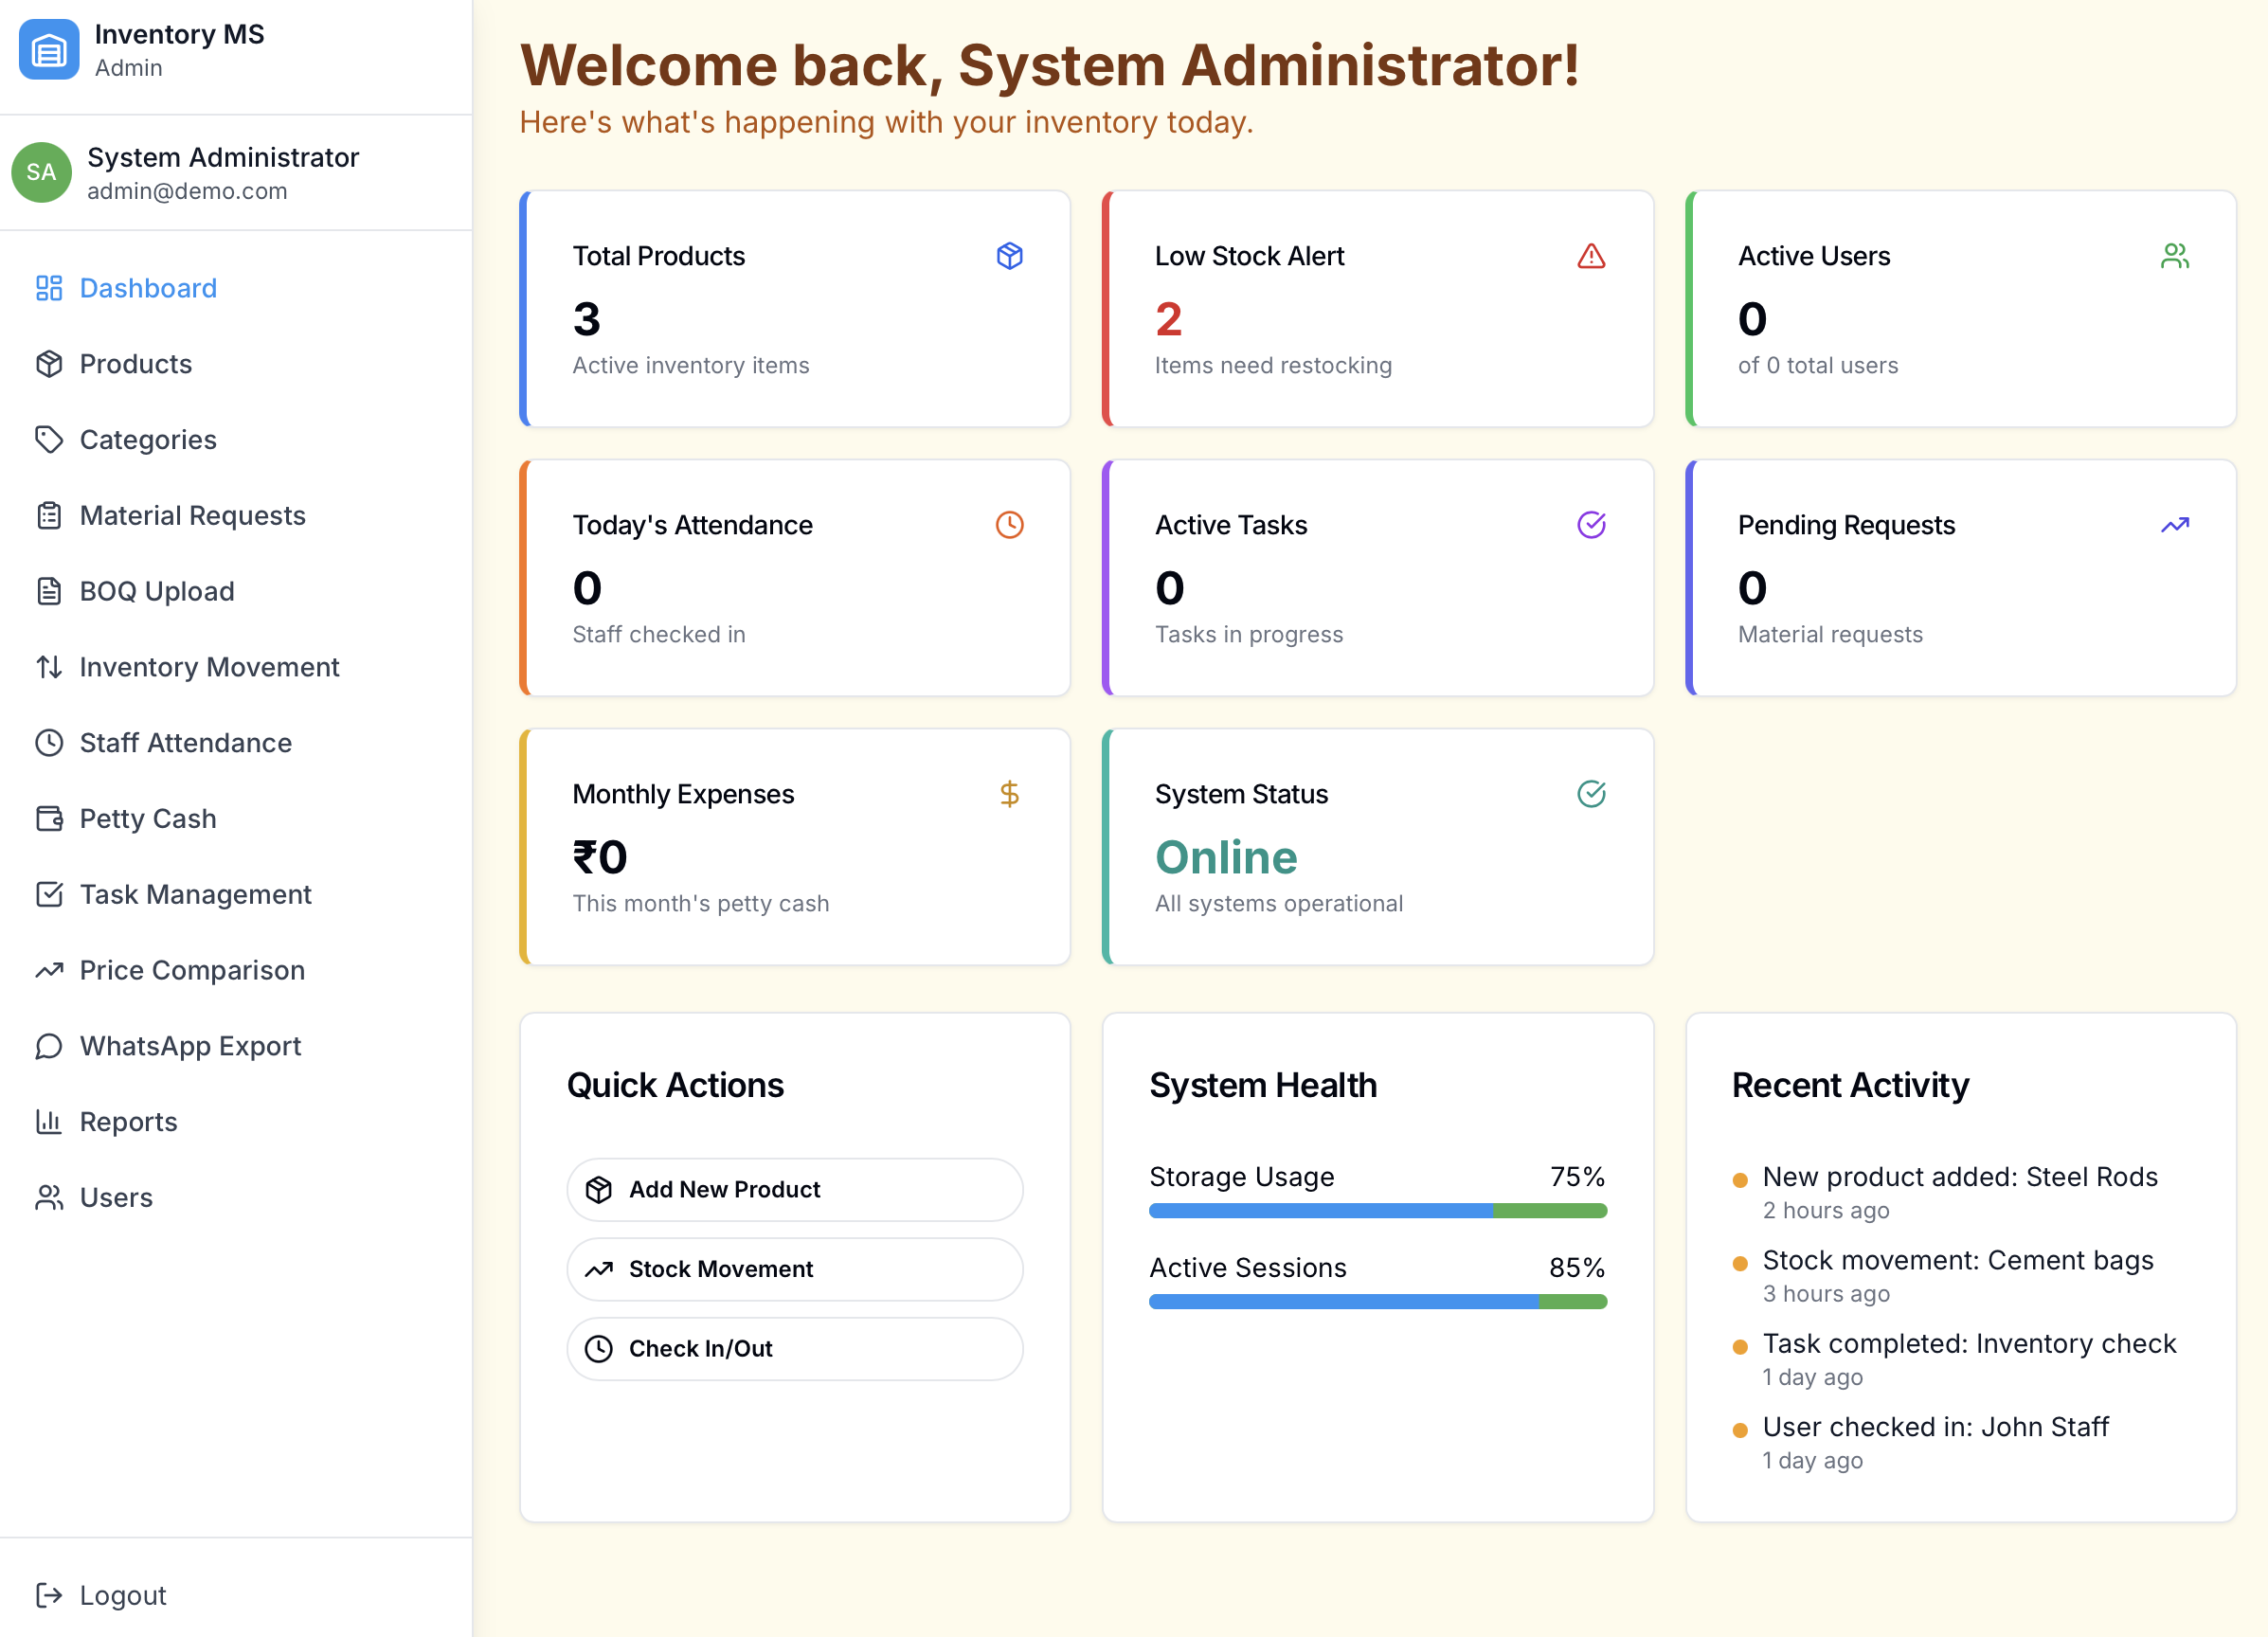 Inventory MS
Admin
SA
System Administrator
admin@demo.com
Dashboard
Products
Categories
Material Requests
BOQ Upload
Inventory Movement
Staff Attendance
Petty Cash
Task Management
Price Comparison
WhatsApp Export
Reports
Users
Logout
Welcome back, System Administrator!
Here's what's happening with your inventory today.
Total Products
3
Active inventory items
Low Stock Alert
2
Items need restocking
Active Users
0
of 0 total users
Today's Attendance
0
Staff checked in
Active Tasks
0
Tasks in progress
Pending Requests
0
Material requests
Monthly Expenses
₹0
This month's petty cash
System Status
Online
All systems operational
Quick Actions
Add New Product
Stock Movement
Check In/Out
System Health
Storage Usage 75%
Active Sessions 85%
Recent Activity
New product added: Steel Rods
2 hours ago
Stock movement: Cement bags
3 hours ago
Task completed: Inventory check
1 day ago
User checked in: John Staff
1 day ago